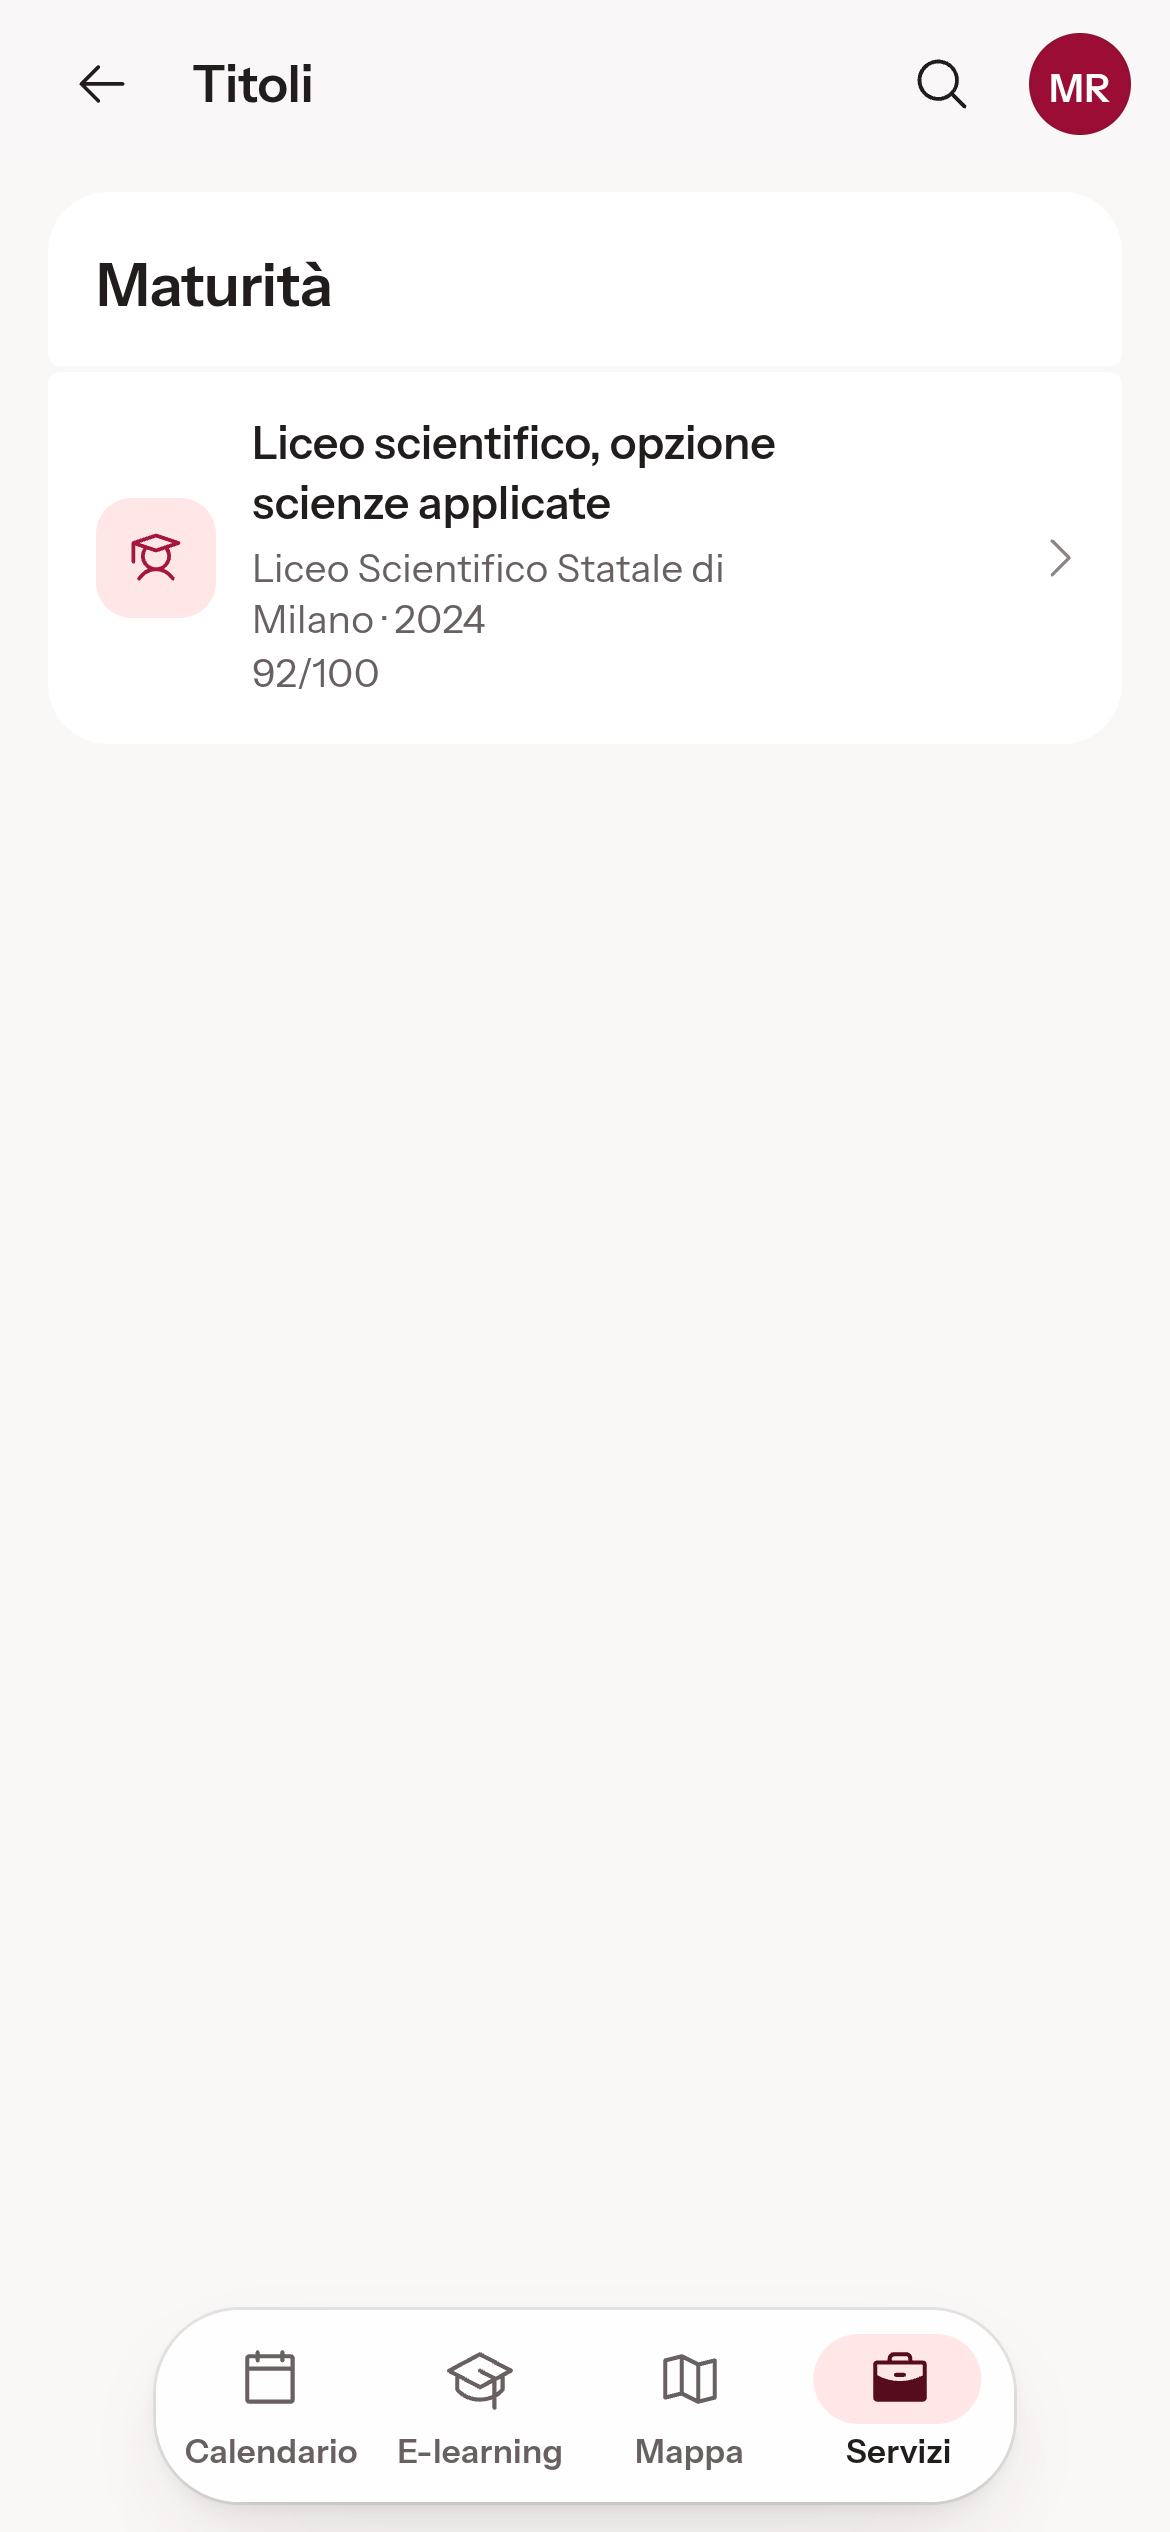 Titoli
MR
Maturità
Liceo scientifico, opzione
scienze applicate
Liceo Scientifico Statale di
Milano · 2024
92/100
Calendario
E-learning
Mappa
Servizi